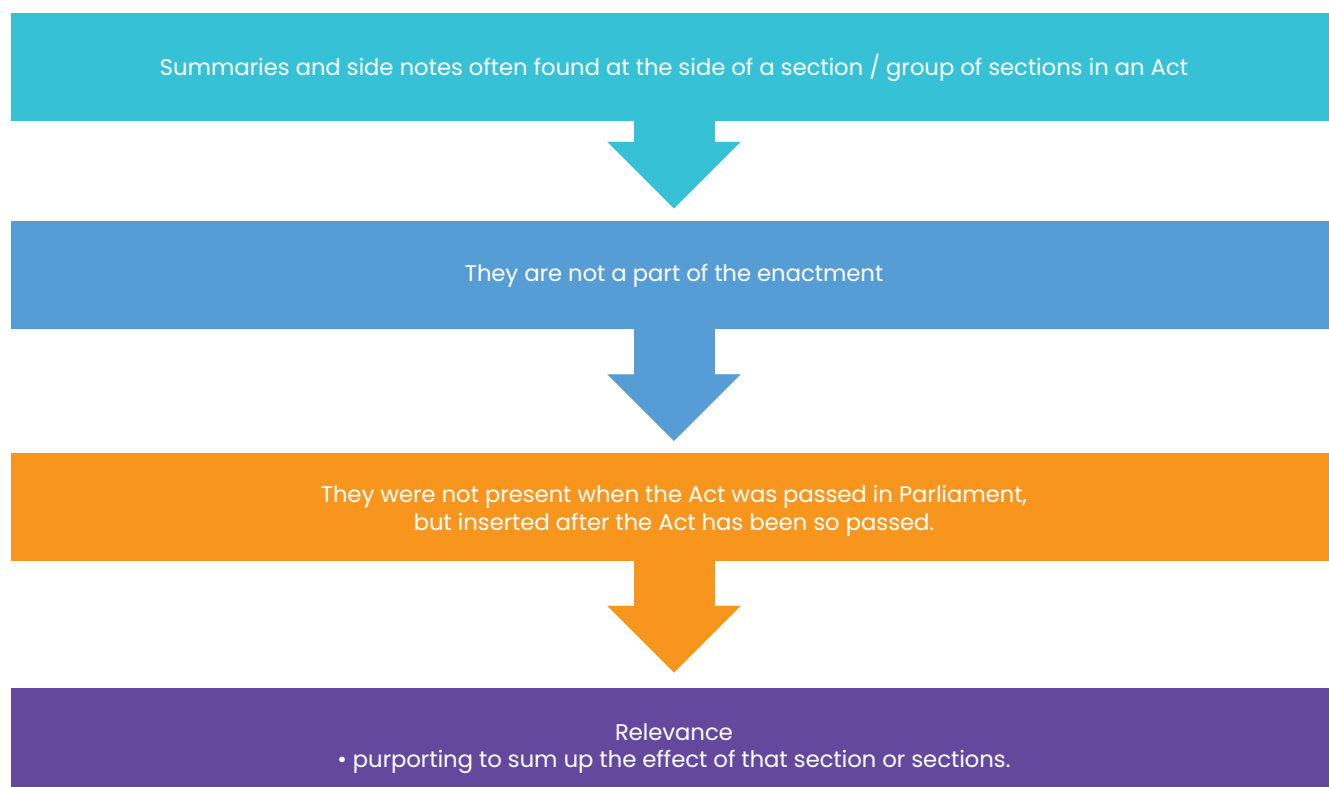 Summaries and side notes often found at the side of a section / group of sections in an Act
They are not a part of the enactment
They were not present when the Act was passed in Parliament,
but inserted after the Act has been so passed.
Relevance
• purporting to sum up the effect of that section or sections.